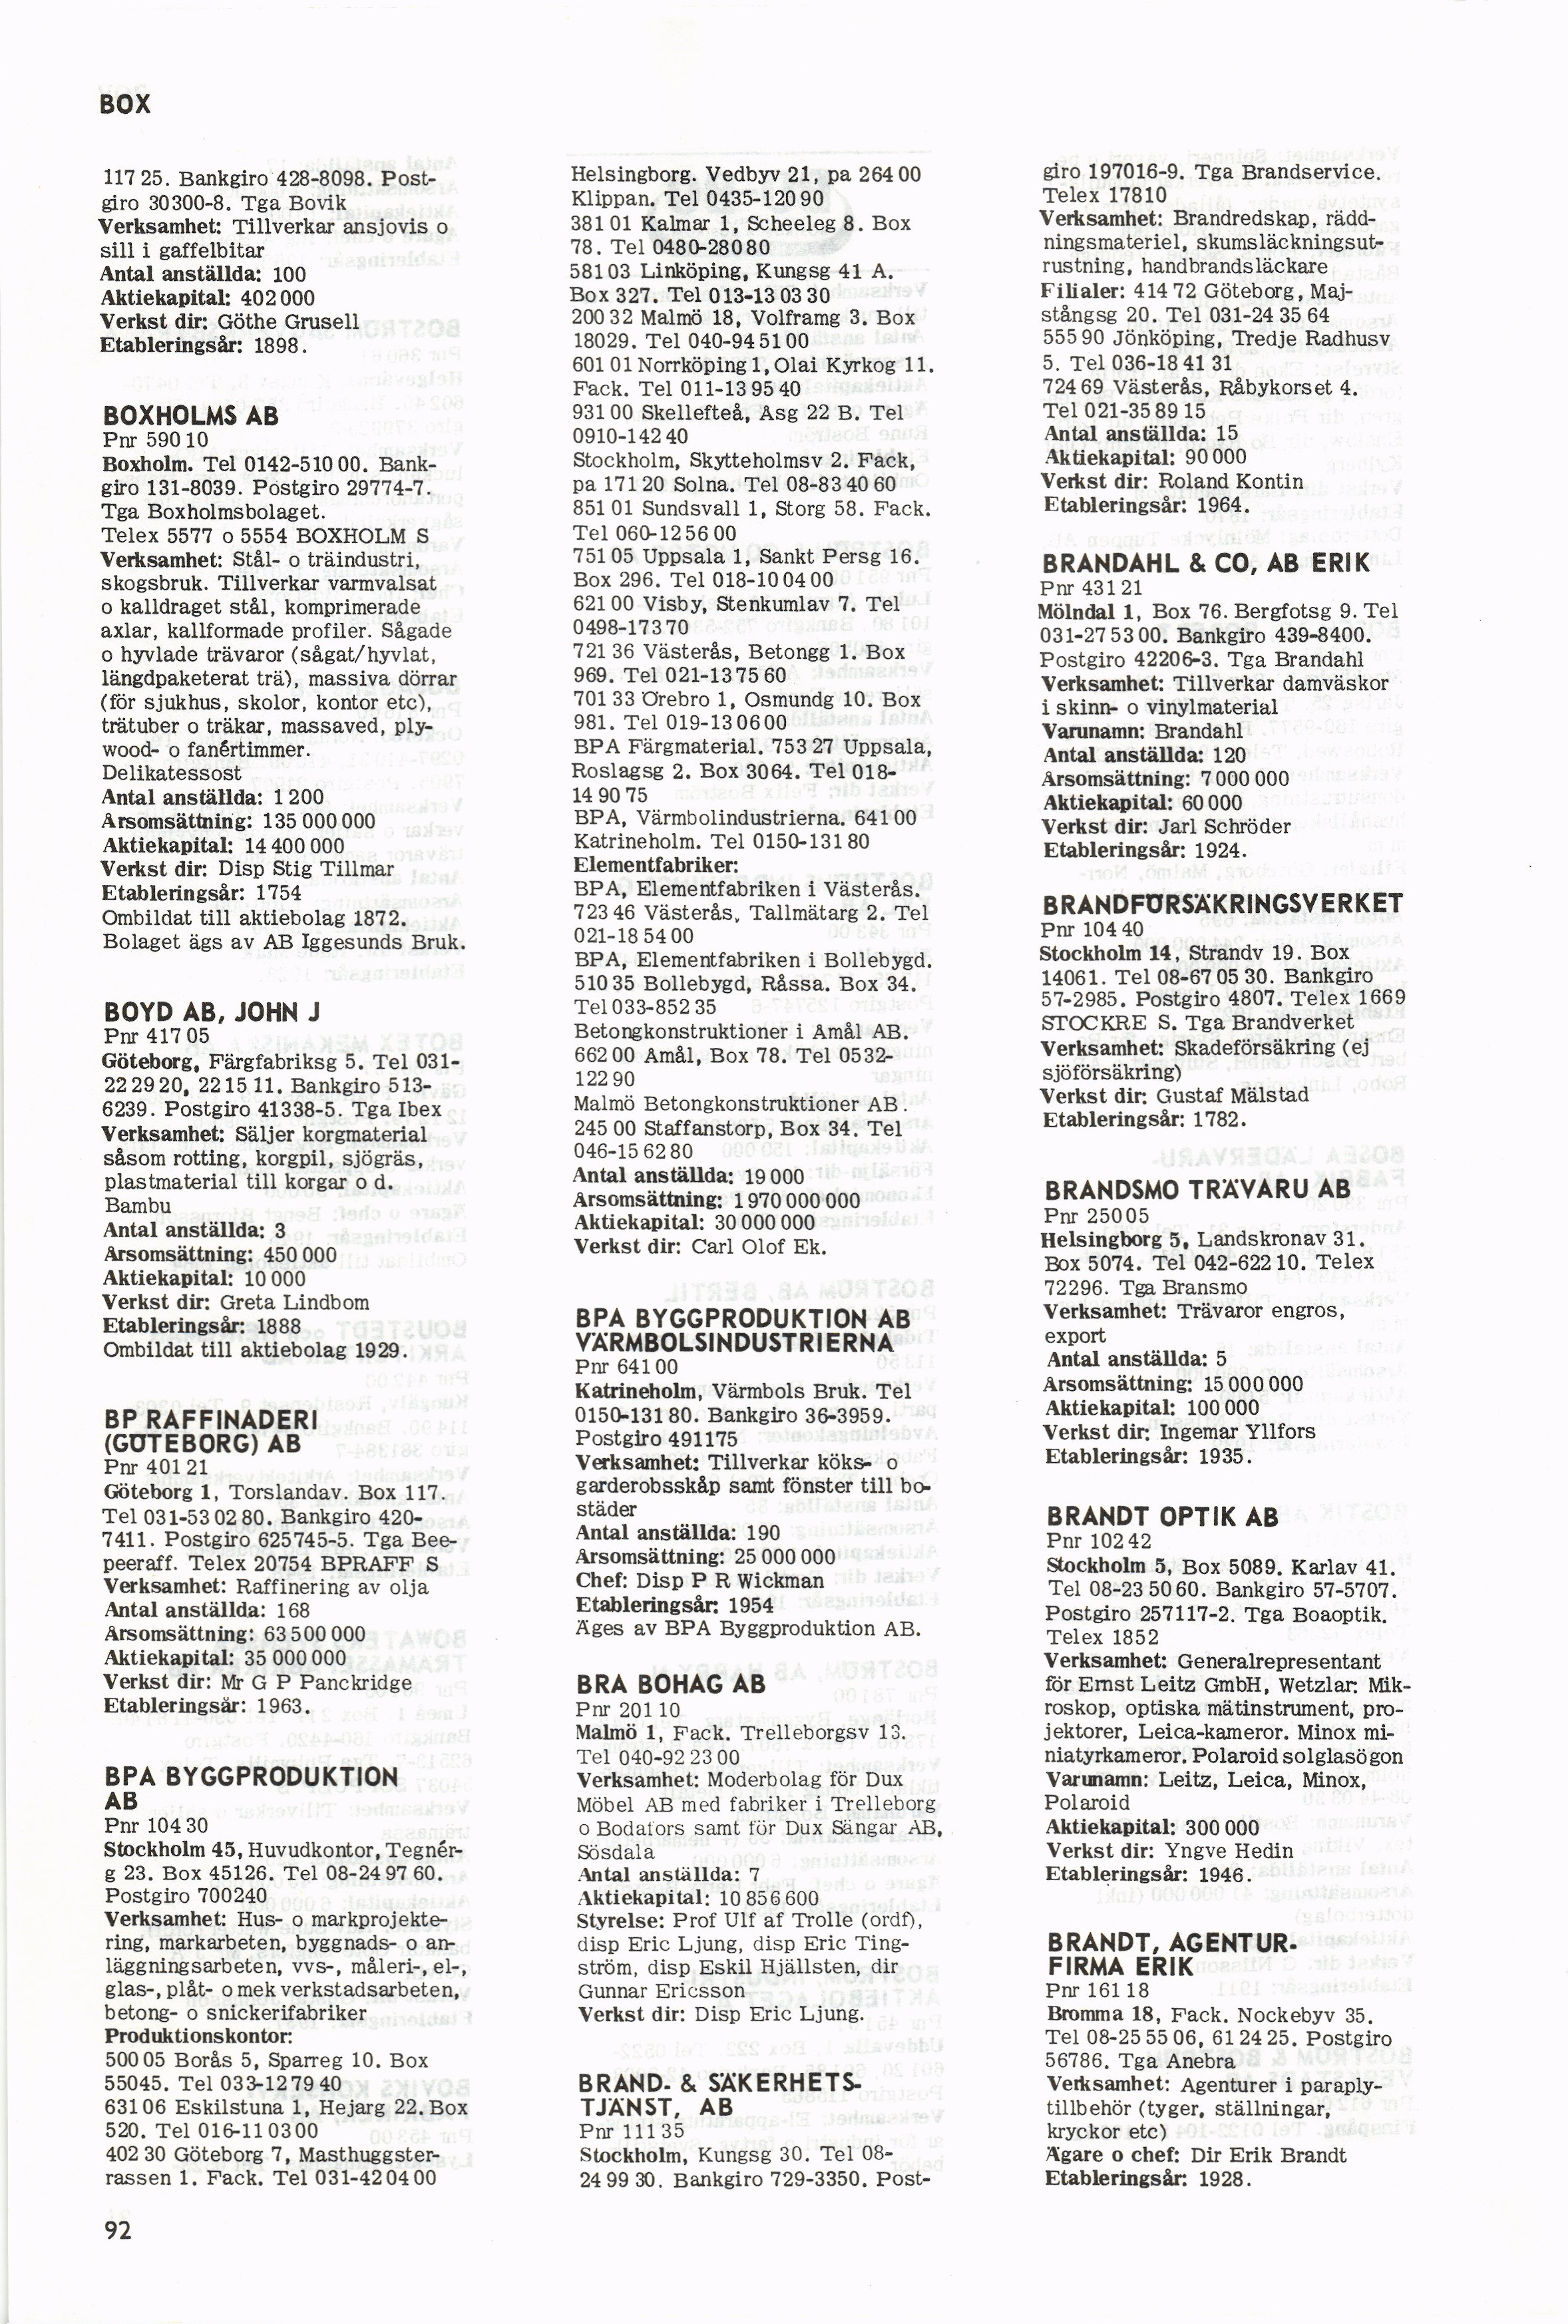 BOX
117 25. Bankgiro 428-8098. Post-
giro 30300-8. Tga Bovik
Verksamhet: Tillverkar ansjovis o
sill i gaffelbitar
Antal anställda: 100
Aktiekapital: 402 000
Verkst dir: Göthe Grusell
Etableringsår: 1898.
BOXHOLMS AB
Pnr 590 10
Boxholm. Tel 0142-510 00. Bank-
giro 131-8039. Postgiro 29774-7.
Tga Boxholmsbolaget.
Telex 5577 o 5554 BOXHOLM S
Verksamhet: Stål- o träindustri,
skogsbruk. Tillverkar varmvalsat
o kalldraget stål, komprimerade
axlar, kallformade profiler. Sågade
o hyvlade trävaror (sågat/hyvlat,
längdpaketerat trä), massiva dörrar
(för sjukhus, skolor, kontor etc),
trätuber o träkar, massaved, ply-
wood- o fanértimmer.
Delikatessost
Antal anställda: 1 200
Årsomsättning: 135 000 000
Aktiekapital: 14 400 000
Verkst dir: Disp Stig Tillmar
Etableringsår: 1754
Ombildat till aktiebolag 1872.
Bolaget ägs av AB Iggesunds Bruk.
BOYD AB, JOHN J
Pnr 417 05
Göteborg, Färgfabriksg 5. Tel 031-
22 29 20, 22 15 11. Bankgiro 513-
6239. Postgiro 41338-5. Tga Ibex
Verksamhet: Säljer korgmaterial
såsom rotting, korgpil, sjögräs,
plastmaterial till korgar o d.
Bambu
Antal anställda: 3
Årsomsättning: 450 000
Aktiekapital: 10 000
Verkst dir: Greta Lindbom
Etableringsår: 1888
Ombildat till aktiebolag 1929.
BP RAFFINADERI
(GÖTEBORG) AB
Pnr 401 21
Göteborg 1, Torslandav. Box 117.
Tel 031-53 02 80. Bankgiro 420-
7411. Postgiro 625745-5. Tga Bee-
peeraff. Telex 20754 BPRAFF S
Verksamhet: Raffinering av olja
Antal anställda: 168
Årsomsättning: 63 500 000
Aktiekapital: 35 000 000
Verkst dir: Mr G P Panckridge
Etableringsår: 1963.
BPA BYGGPRODUKTION
AB
Pnr 104 30
Stockholm 45, Huvudkontor, Tegnér-
g 23. Box 45126. Tel 08-24 97 60.
Postgiro 700240
Verksamhet: Hus- o markprojekte-
ring, markarbeten, byggnads- o an-
läggningsarbeten, vvs-, måleri-, el-,
glas-, plåt- o mek verkstadsarbeten,
betong- o snickerifabriker
Produktionskontor:
500 05 Borås 5, Sparreg 10. Box
55045. Tel 033-12 79 40
631 06 Eskilstuna 1, Hejarg 22. Box
520. Tel 016-11 03 00
402 30 Göteborg 7, Masthuggster-
rassen 1. Fack. Tel 031-42 04 00
92
Helsingborg. Vedbyv 21, pa 264 00
Klippan. Tel 0435-120 90
381 01 Kalmar 1, Scheeleg 8. Box
78. Tel 0480-280 80
581 03 Linköping, Kungsg 41 A.
Box 327. Tel 013-13 03 30
200 32 Malmö 18, Volframg 3. Box
18029. Tel 040-94 51 00
601 01 Norrköping 1, Olai Kyrkog 11.
Fack. Tel 011-13 95 40
931 00 Skellefteå, Asg 22 B. Tel
0910-142 40
Stockholm, Skytteholmsv 2. Fack,
pa 171 20 Solna. Tel 08-83 40 60
851 01 Sundsvall 1, Storg 58. Fack.
Tel 060-12 56 00
751 05 Uppsala 1, Sankt Persg 16.
Box 296. Tel 018-10 04 00
621 00 Visby, Stenkumlav 7. Tel
0498-173 70
721 36 Västerås, Betongg 1. Box
969. Tel 021-13 75 60
701 33 Örebro 1, Osmundg 10. Box
981. Tel 019-13 06 00
BPA Färgmaterial. 753 27 Uppsala,
Roslagsg 2. Box 3064. Tel 018-
14 90 75
BPA, Värmbolindustrierna. 641 00
Katrineholm. Tel 0150-131 80
Elementfabriker:
BPA, Elementfabriken i Västerås.
723 46 Västerås, Tallmätarg 2. Tel
021-18 54 00
BPA, Elementfabriken i Bollebygd.
510 35 Bollebygd, Råssa. Box 34.
Tel 033-852 35
Betongkonstruktioner i Åmål AB.
662 00 Åmål, Box 78. Tel 0532-
122 90
Malmö Betongkonstruktioner AB.
245 00 Staffanstorp, Box 34. Tel
046-15 62 80
Antal anställda: 19 000
Årsomsättning: 1 970 000 000
Aktiekapital: 30 000 000
Verkst dir: Carl Olof Ek.
BPA BYGGPRODUKTION AB
VÄRMBOLSINDUSTRIERNA
Pnr 641 00
Katrineholm, Värmbols Bruk. Tel
0150-131 80. Bankgiro 36-3959.
Postgiro 491175
Verksamhet: Tillverkar köks- o
garderobsskåp samt fönster till bo-
städer
Antal anställda: 190
Årsomsättning: 25 000 000
Chef: Disp P R Wickman
Etableringsår: 1954
Äges av BPA Byggproduktion AB.
BRA BOHAG AB
Pnr 201 10
Malmö 1, Fack. Trelleborgsv 13.
Tel 040-92 23 00
Verksamhet: Moderbolag för Dux
Möbel AB med fabriker i Trelleborg
o Bodafors samt för Dux Sängar AB,
Sösdala
Antal anställda: 7
Aktiekapital: 10 856 600
Styrelse: Prof Ulf af Trolle (ordf),
disp Eric Ljung, disp Eric Ting-
ström, disp Eskil Hjällsten, dir
Gunnar Ericsson
Verkst dir: Disp Eric Ljung.
BRAND- & SÄKERHETS-
TJÄNST, AB
Pnr 111 35
Stockholm, Kungsg 30. Tel 08-
24 99 30. Bankgiro 729-3350. Post-
giro 197016-9. Tga Brandservice.
Telex 17810
Verksamhet: Brandredskap, rädd-
ningsmateriel, skumsläckningsut-
rustning, handbrandsläckare
Filialer: 414 72 Göteborg, Maj-
stångsg 20. Tel 031-24 35 64
555 90 Jönköping, Tredje Radhusv
5. Tel 036-18 41 31
724 69 Västerås, Råbykorset 4.
Tel 021-35 89 15
Antal anställda: 15
Aktiekapital: 90 000
Verkst dir: Roland Kontin
Etableringsår: 1964.
BRANDAHL & CO, AB ERIK
Pnr 431 21
Mölndal 1, Box 76. Bergfotsg 9. Tel
031-27 53 00. Bankgiro 439-8400.
Postgiro 42206-3. Tga Brandahl
Verksamhet: Tillverkar damväskor
i skinn- o vinylmaterial
Varunamn: Brandahl
Antal anställda: 120
Årsomsättning: 7 000 000
Aktiekapital: 60 000
Verkst dir: Jarl Schröder
Etableringsår: 1924.
BRANDFÖRSÄKRINGSVERKET
Pnr 104 40
Stockholm 14, Strandv 19. Box
14061. Tel 08-67 05 30. Bankgiro
57-2985. Postgiro 4807. Telex 1669
STOCKRE S. Tga Brandverket
Verksamhet: Skadeförsäkring (ej
sjöförsäkring)
Verkst dir: Gustaf Mälstad
Etableringsår: 1782.
BRANDSMO TRÄVARU AB
Pnr 250 05
Helsingborg 5, Landskronav 31.
Box 5074. Tel 042-622 10. Telex
72296. Tga Bransmo
Verksamhet: Trävaror engros,
export
Antal anställda: 5
Årsomsättning: 15 000 000
Aktiekapital: 100 000
Verkst dir: Ingemar Yllfors
Etableringsår: 1935.
BRANDT OPTIK AB
Pnr 102 42
Stockholm 5, Box 5089. Karlav 41.
Tel 08-23 50 60. Bankgiro 57-5707.
Postgiro 257117-2. Tga Boaoptik.
Telex 1852
Verksamhet: Generalrepresentant
för Ernst Leitz GmbH, Wetzlar: Mik-
roskop, optiska mätinstrument, pro-
jektorer, Leica-kameror. Minox mi-
niatyrkameror. Polaroid solglasögon
Varunamn: Leitz, Leica, Minox,
Polaroid
Aktiekapital: 300 000
Verkst dir: Yngve Hedin
Etableringsår: 1946.
BRANDT, AGENTUR-
FIRMA ERIK
Pnr 161 18
Bromma 18, Fack. Nockebyv 35.
Tel 08-25 55 06, 61 24 25. Postgiro
56786. Tga Anebra
Verksamhet: Agenturer i paraply-
tillbehör (tyger, ställningar,
kryckor etc)
Ägare o chef: Dir Erik Brandt
Etableringsår: 1928.